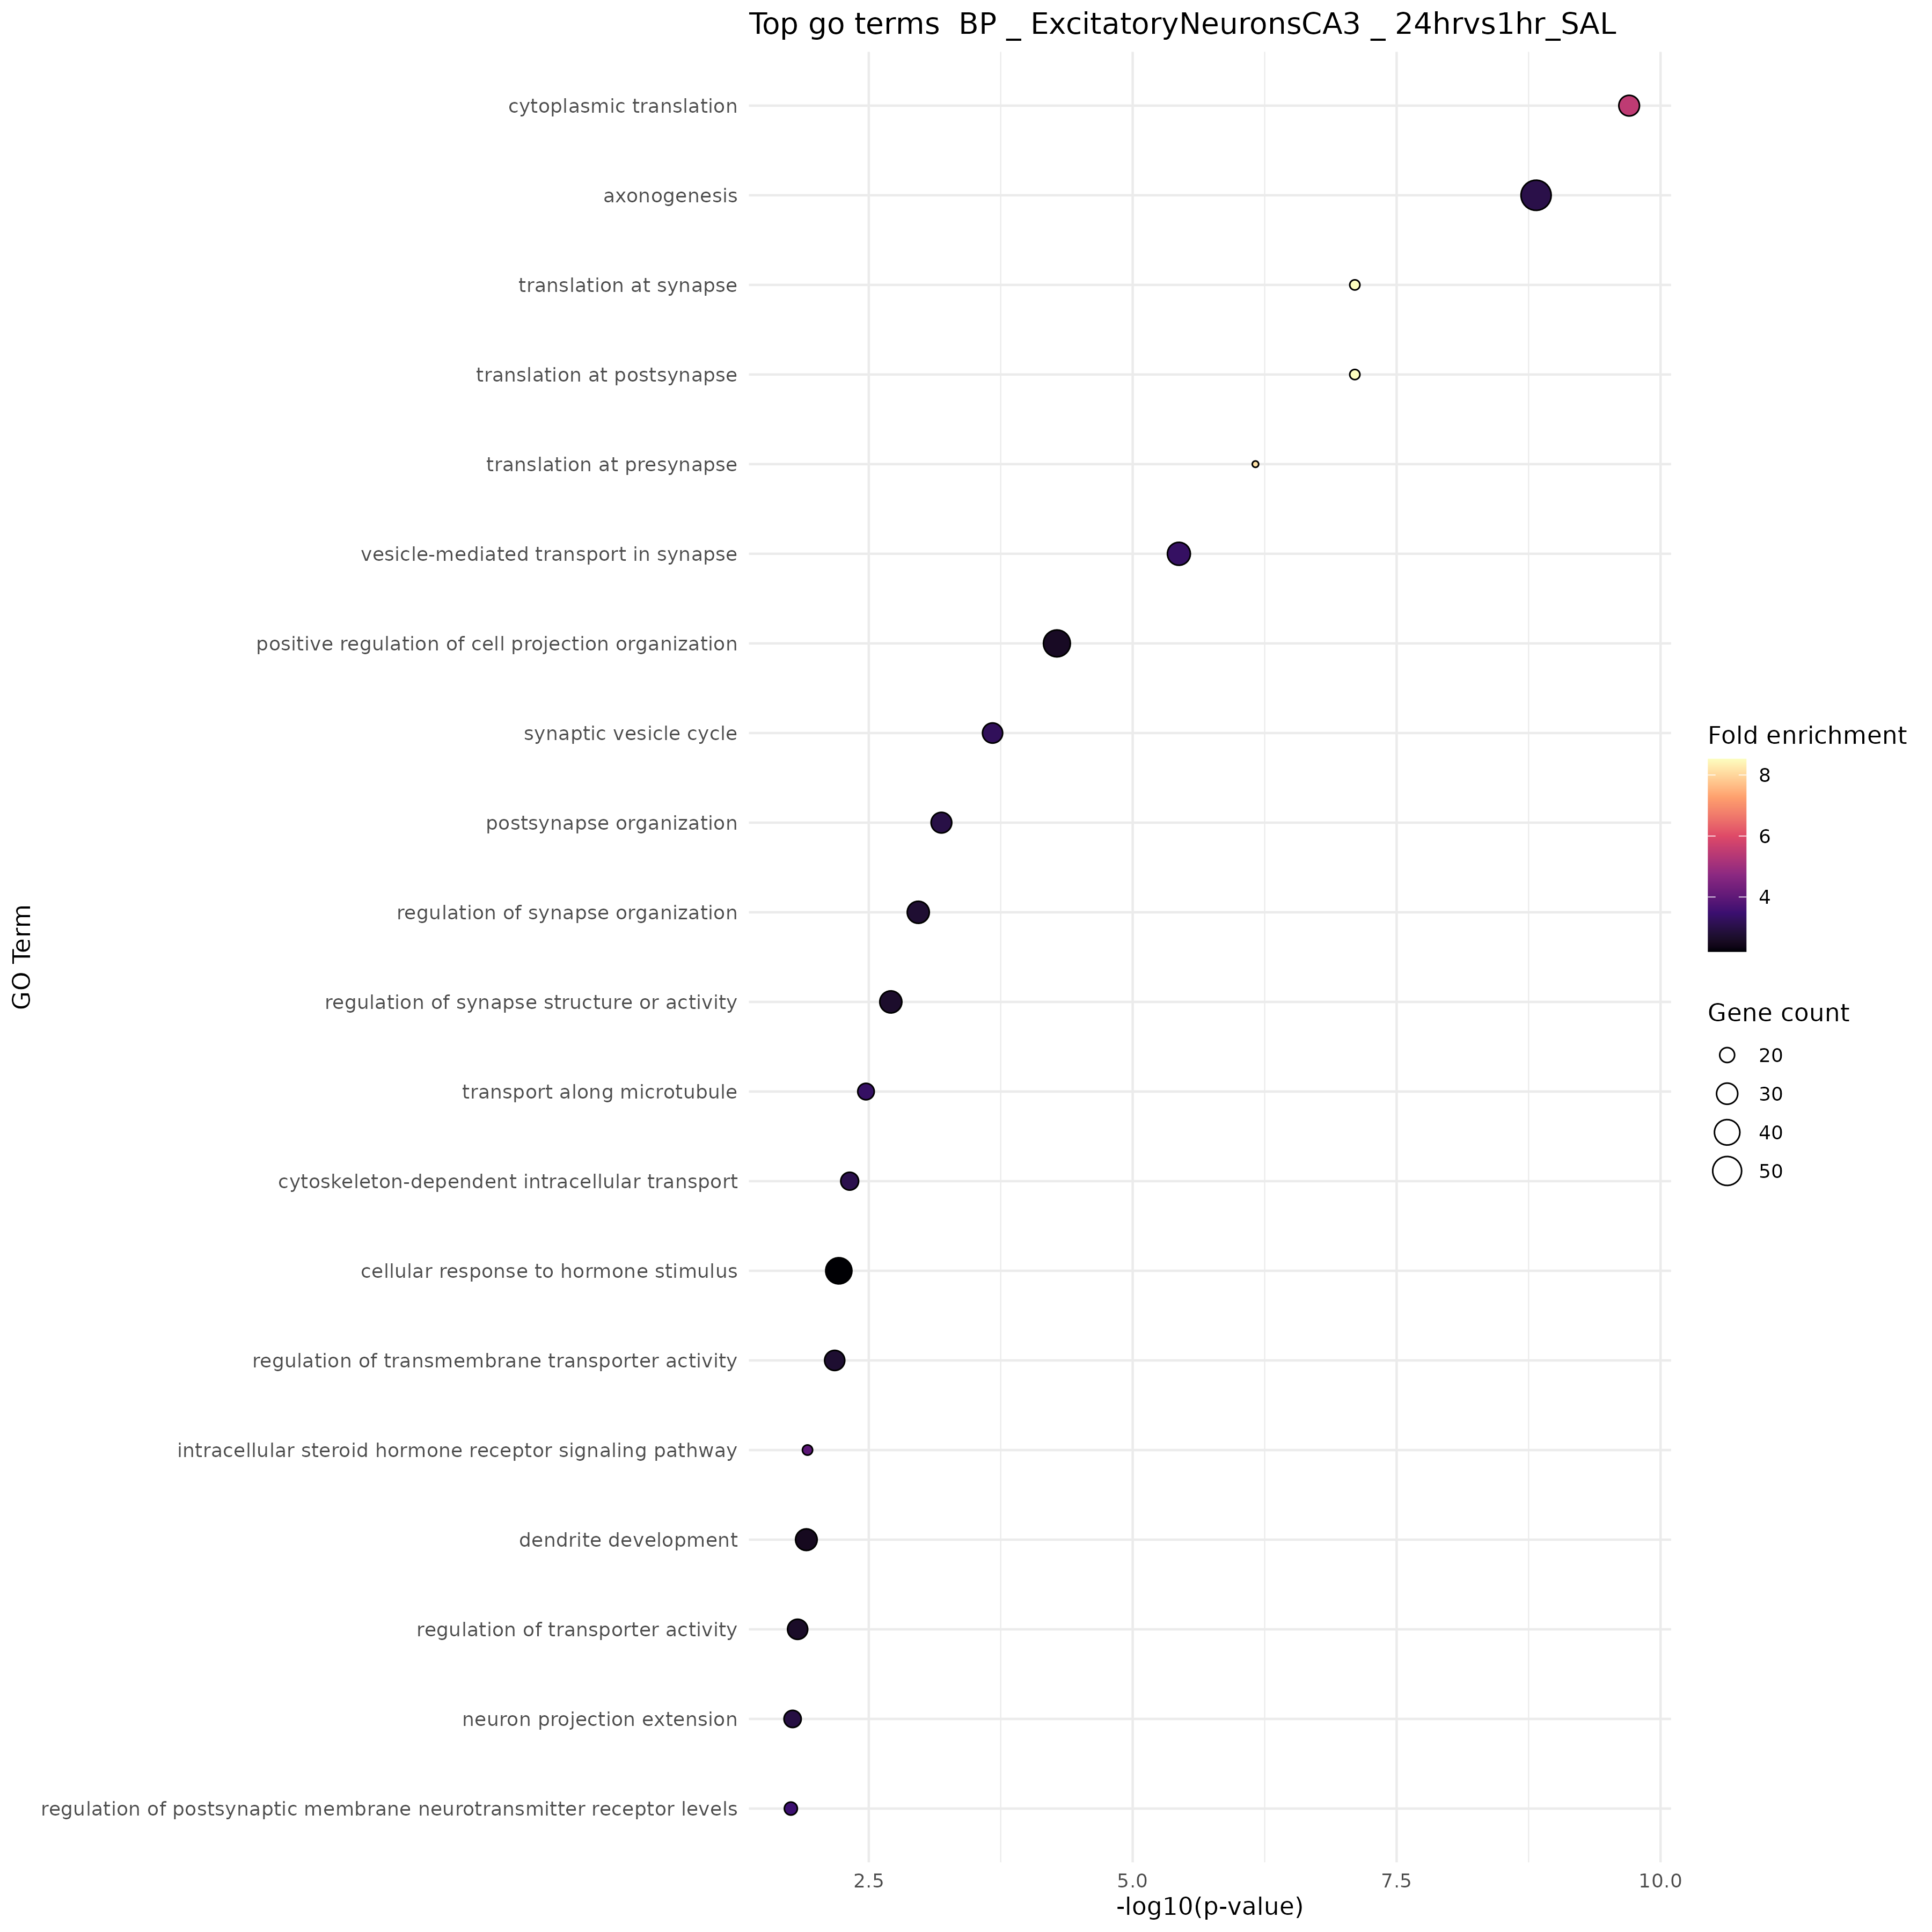 Top go terms  BP _ ExcitatoryNeuronsCA3 _ 24hrvs1hr_SAL
cytoplasmic translation
axonogenesis
translation at synapse
translation at postsynapse
translation at presynapse
vesicle-mediated transport in synapse
positive regulation of cell projection organization
synaptic vesicle cycle
postsynapse organization
regulation of synapse organization
regulation of synapse structure or activity
transport along microtubule
cytoskeleton-dependent intracellular transport
cellular response to hormone stimulus
regulation of transmembrane transporter activity
intracellular steroid hormone receptor signaling pathway
dendrite development
regulation of transporter activity
neuron projection extension
regulation of postsynaptic membrane neurotransmitter receptor levels
GO Term
2.5 5.0 7.5 10.0
-log10(p-value)
Fold enrichment
8
6
4
Gene count
20
30
40
50